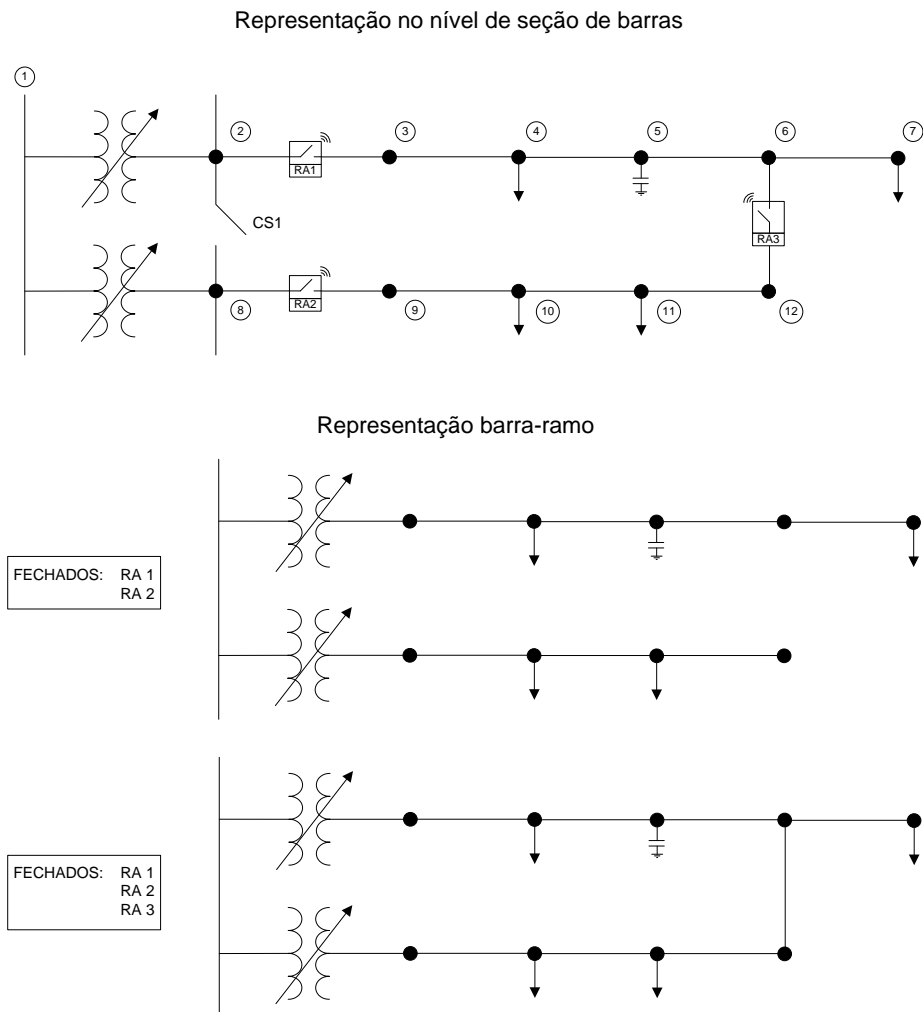 Representação no nível de seção de barras
1
2 3 4 5 6 7
RA1
CS1
RA3
RA2
8 9 10 11 12
Representação barra-ramo
FECHADOS: RA 1
RA 2
FECHADOS: RA 1
RA 2
RA 3